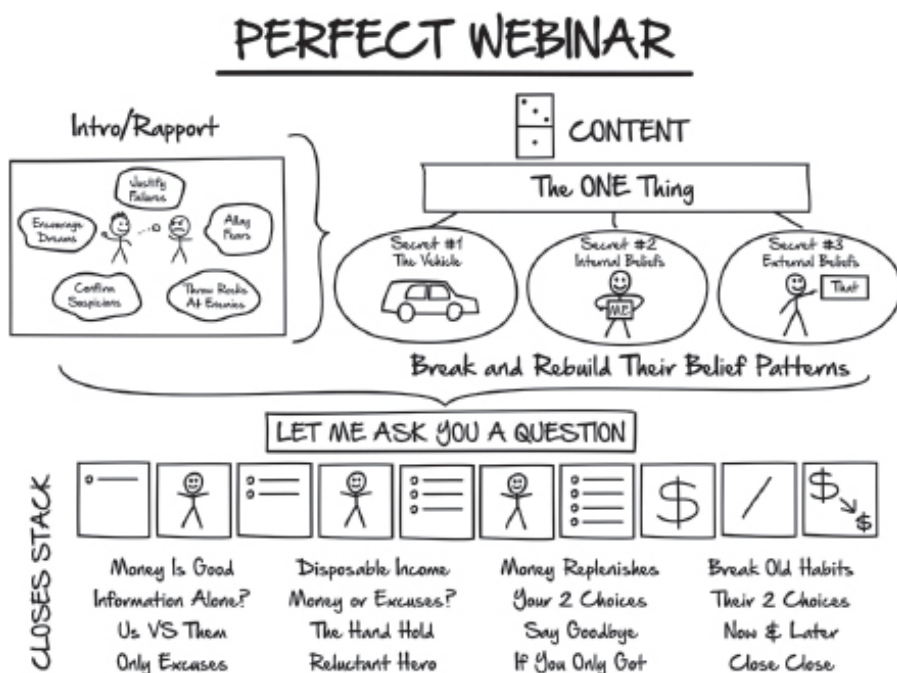 PERFECT WEBINAR
Intro/Rapport
Justify
Failures
Encourage
Dreams
Allay
Fears
Confirm
Suspicions
Throw Rocks
At Enemies
CONTENT
The ONE Thing
Secret #1
The Vehicle
Secret #2
Internal Beliefs
ME
Secret #3
External Beliefs
That
Break and Rebuild Their Belief Patterns
LET ME ASK YOU A QUESTION
CLOSES STACK
$
$
$
Money Is Good
Information Alone?
Us VS Them
Only Excuses
Disposable Income
Money or Excuses?
The Hand Hold
Reluctant Hero
Money Replenishes
Your 2 Choices
Say Goodbye
If You Only Got
Break Old Habits
Their 2 Choices
Now & Later
Close Close